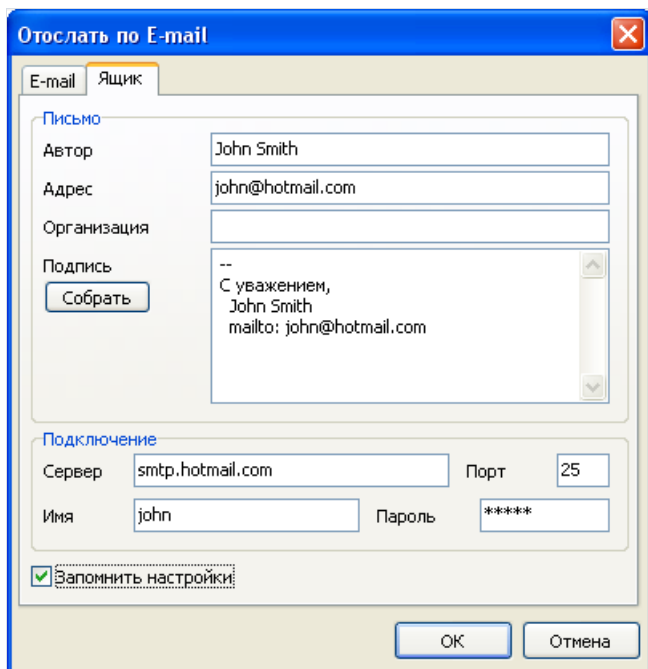 Отослать по E-mail
E-mail Ящик
Письмо
Автор John Smith
Адрес john@hotmail.com
Организация
Подпись --
Собрать С уважением,
John Smith
mailto: john@hotmail.com
Подключение
Сервер smtp.hotmail.com Порт 25
Имя john Пароль *****
Запомнить настройки
ОК Отмена